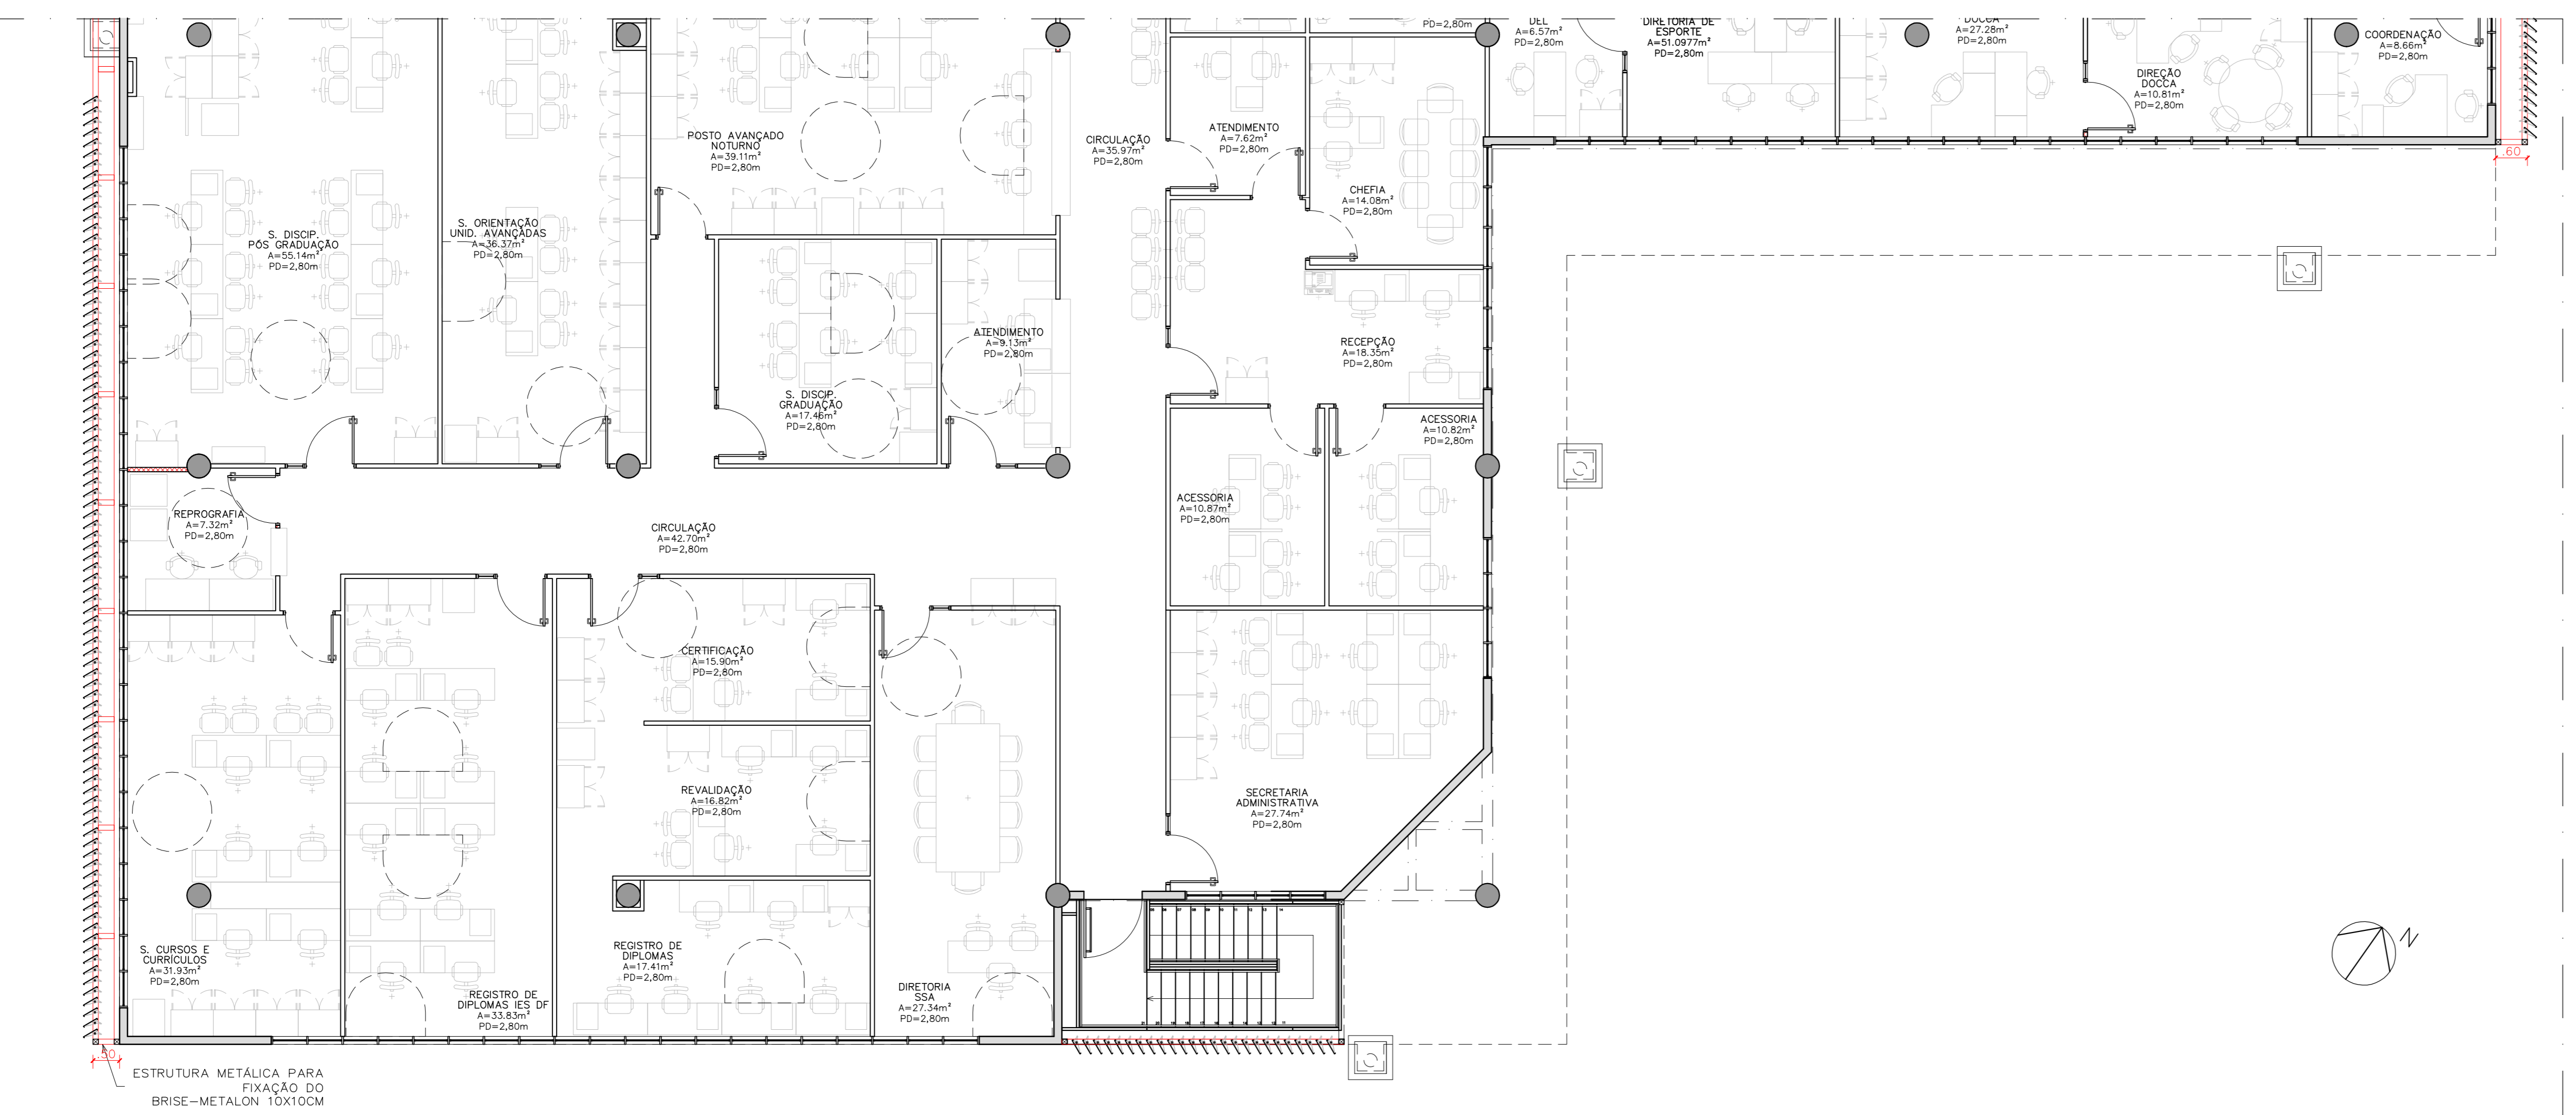 PD=2,80m
DEL
A=6.57m²
PD=2,80m
DIRETORIA DE
ESPORTE
A=51.0977m²
PD=2,80m
DOCCA
A=27.28m²
PD=2,80m
COORDENAÇÃO
A=8.66m²
PD=2,80m
DIREÇÃO
DOCCA
A=10.81m²
PD=2,80m
.60
POSTO AVANÇADO
NOTURNO
A=39.11m²
PD=2,80m
CIRCULAÇÃO
A=35.97m²
PD=2,80m
ATENDIMENTO
A=7.62m²
PD=2,80m
CHEFIA
A=14.08m²
PD=2,80m
S. DISCIP.
PÓS GRADUAÇÃO
A=55.14m²
PD=2,80m
S. ORIENTAÇÃO
UNID. AVANÇADAS
A=36.37m²
PD=2,80m
ATENDIMENTO
A=9.13m²
PD=2,80m
RECEPÇÃO
A=18.35m²
PD=2,80m
S. DISCIP.
GRADUAÇÃO
A=17.46m²
PD=2,80m
ACESSORIA
A=10.82m²
PD=2,80m
ACESSORIA
A=10.87m²
PD=2,80m
REPROGRAFIA
A=7.32m²
PD=2,80m
CIRCULAÇÃO
A=42.70m²
PD=2,80m
CERTIFICAÇÃO
A=15.90m²
PD=2,80m
REVALIDAÇÃO
A=16.82m²
PD=2,80m
SECRETARIA
ADMINISTRATIVA
A=27.74m²
PD=2,80m
S. CURSOS E
CURRÍCULOS
A=31.93m²
PD=2,80m
REGISTRO DE
DIPLOMAS
A=17.41m²
PD=2,80m
REGISTRO DE
DIPLOMAS IES DF
A=33.83m²
PD=2,80m
DIRETORIA
SSA
A=27.34m²
PD=2,80m
N
.50
ESTRUTURA METÁLICA PARA
FIXAÇÃO DO
BRISE-METALON 10X10CM